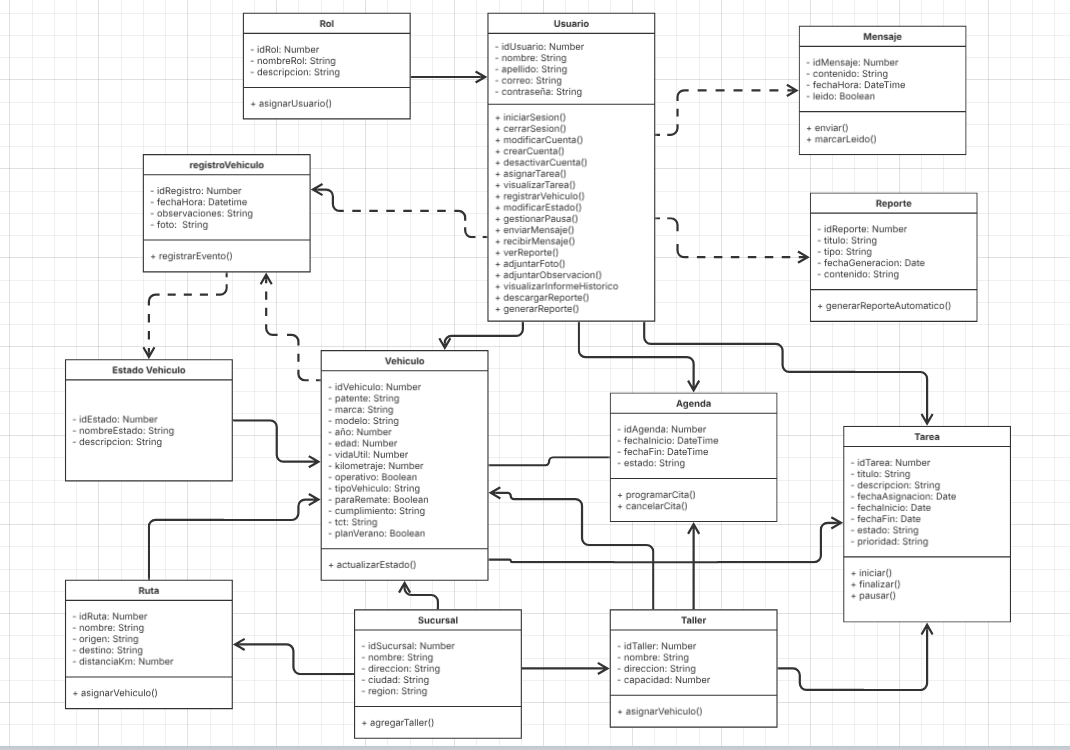 Rol
- idRol: Number
- nombreRol: String
- descripcion: String
+ asignarUsuario()
Usuario
- idUsuario: Number
- nombre: String
- apellido: String
- correo: String
- contraseña: String
+ iniciarSesion()
+ cerrarSesion()
+ modificarCuenta()
+ crearCuenta()
+ desactivarCuenta()
+ asignarTarea()
+ visualizarTarea()
+ registrarVehiculo()
+ modificarEstado()
+ gestionarPausa()
+ enviarMensaje()
+ recibirMensaje()
+ verReporte()
+ adjuntarFoto()
+ adjuntarObservacion()
+ visualizarInformeHistorico
+ descargarReporte()
+ generarReporte()
Mensaje
- idMensaje: Number
- contenido: String
- fechaHora: DateTime
- leido: Boolean
+ enviar()
+ marcarLeido()
registroVehiculo
- idRegistro: Number
- fechaHora: Datetime
- observaciones: String
- foto: String
+ registrarEvento()
Reporte
- idReporte: Number
- titulo: String
- tipo: String
- fechaGeneracion: Date
- contenido: String
+ generarReporteAutomatico()
Estado Vehiculo
- idEstado: Number
- nombreEstado: String
- descripcion: String
Vehiculo
- idVehiculo: Number
- patente: String
- marca: String
- modelo: String
- año: Number
- edad: Number
- vidaUtil: Number
- kilometraje: Number
- operativo: Boolean
- tipoVehiculo: String
- paraRemate: Boolean
- cumplimiento: String
- tct: String
- planVerano: Boolean
+ actualizarEstado()
Agenda
- idAgenda: Number
- fechaInicio: DateTime
- fechaFin: DateTime
- estado: String
+ programarCita()
+ cancelarCita()
Tarea
- idTarea: Number
- titulo: String
- descripcion: String
- fechaAsignacion: Date
- fechaInicio: Date
- fechaFin: Date
- estado: String
- prioridad: String
+ iniciar()
+ finalizar()
+ pausar()
Ruta
- idRuta: Number
- nombre: String
- origen: String
- destino: String
- distanciaKm: Number
+ asignarVehiculo()
Sucursal
- idSucursal: Number
- nombre: String
- direccion: String
- ciudad: String
- region: String
+ agregarTaller()
Taller
- idTaller: Number
- nombre: String
- direccion: String
- capacidad: Number
+ asignarVehiculo()